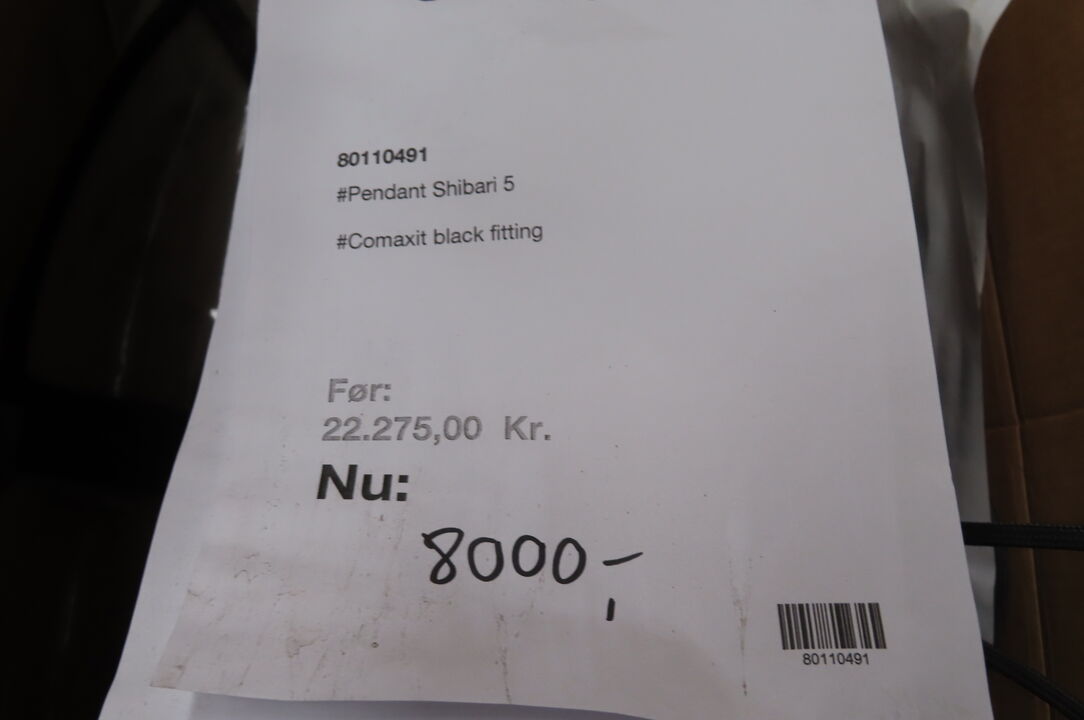 80110491
#Pendant Shibari 5
#Comaxit black fitting
Før:
22.275,00 Kr.
Nu:
8000,-
80110491